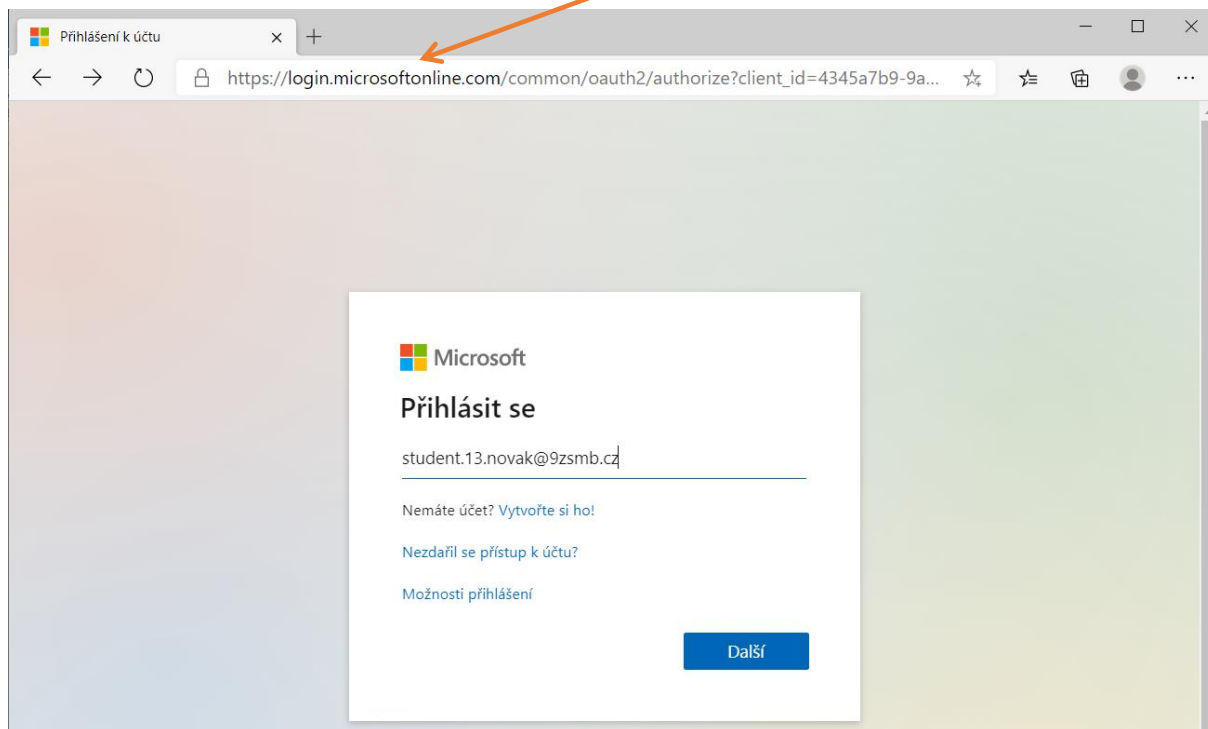 Přihlášení k účtu
https://login.microsoftonline.com/common/oauth2/authorize?client_id=4345a7b9-9a...
Microsoft
Přihlásit se
student.13.novak@9zsmb.cz
Nemáte účet? Vytvořte si ho!
Nezdařil se přístup k účtu?
Možnosti přihlášení
Další